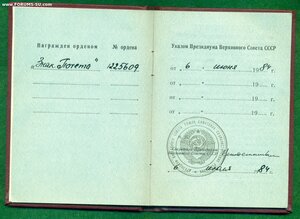 www.FORUMS-SU.com
Награжден орденом № ордена
„Знак Почета“ 1225609
Указом Президиума Верховного Совета СССР
от 6 июня 1984 г.
от 19 г.
от 19 г.
от 19 г.
6 июня 84 г.